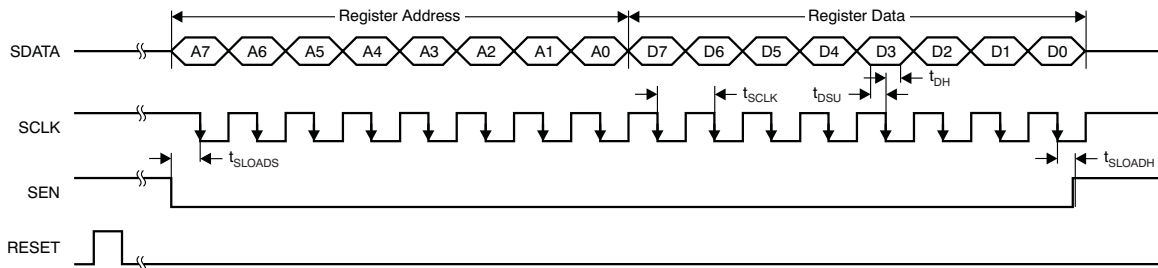 Register Address Register Data
SDATA A7 A6 A5 A4 A3 A2 A1 A0 D7 D6 D5 D4 D3 D2 D1 D0
tSCLK tDSU tDH
SCLK
tSLOADS tSLOADH
SEN
RESET